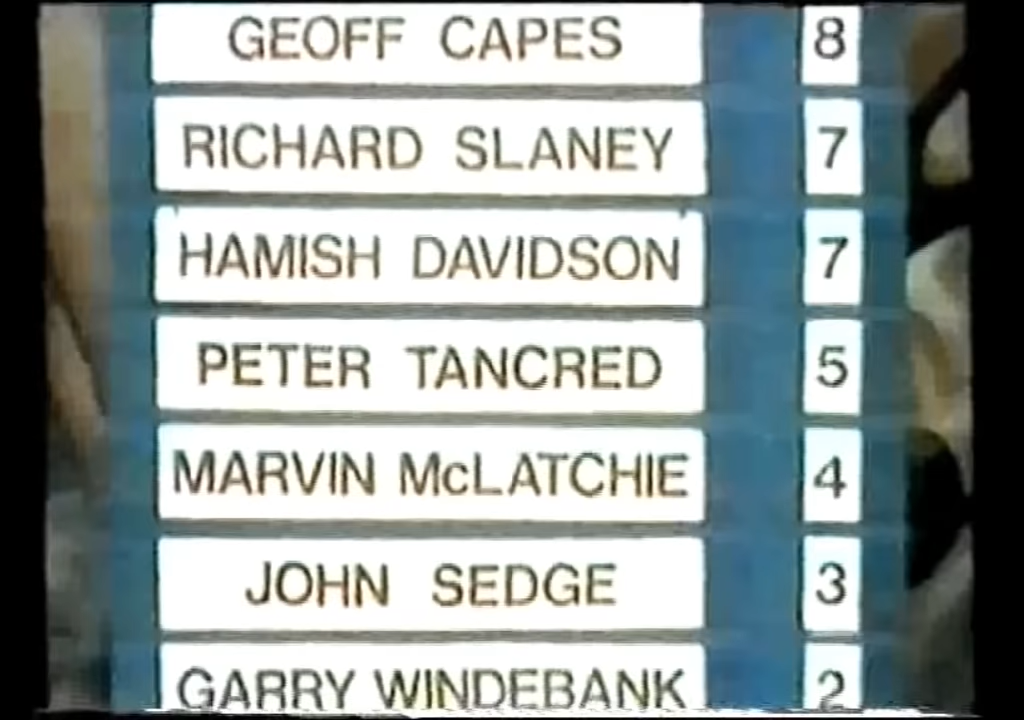 GEOFF CAPES 8
RICHARD SLANEY 7
HAMISH DAVIDSON 7
PETER TANCRED 5
MARVIN McLATCHIE 4
JOHN SEDGE 3
GARRY WINDEBANK 2